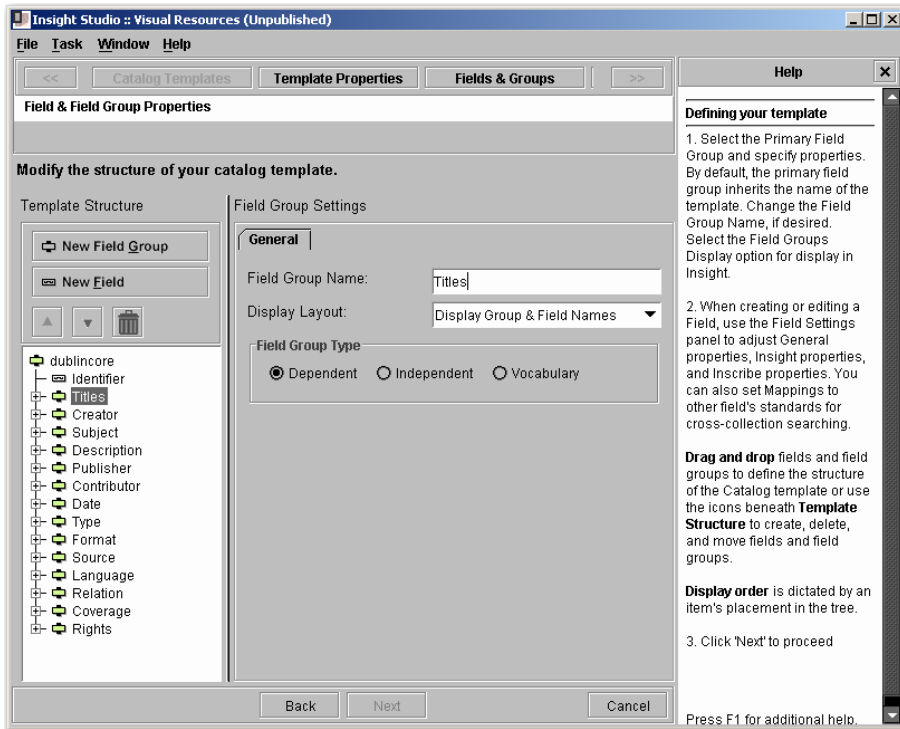 Insight Studio :: Visual Resources (Unpublished)
File Task Window Help
<< Catalog Templates Template Properties Fields & Groups >>
Field & Field Group Properties
Modify the structure of your catalog template.
Template Structure
New Field Group
New Field
dublincore
Identifier
Titles
Creator
Subject
Description
Publisher
Contributor
Date
Type
Format
Source
Language
Relation
Coverage
Rights
Field Group Settings
General
Field Group Name: Titles
Display Layout: Display Group & Field Names
Field Group Type
Dependent Independent Vocabulary
Back Next Cancel
Help
Defining your template
1. Select the Primary Field
Group and specify properties.
By default, the primary field
group inherits the name of the
template. Change the Field
Group Name, if desired.
Select the Field Groups
Display option for display in
Insight.
2. When creating or editing a
Field, use the Field Settings
panel to adjust General
properties, Insight properties,
and Inscribe properties. You
can also set Mappings to
other field's standards for
cross-collection searching.
Drag and drop fields and field
groups to define the structure
of the Catalog template or use
the icons beneath Template
Structure to create, delete,
and move fields and field
groups.
Display order is dictated by an
item's placement in the tree.
3. Click 'Next' to proceed
Press F1 for additional help.